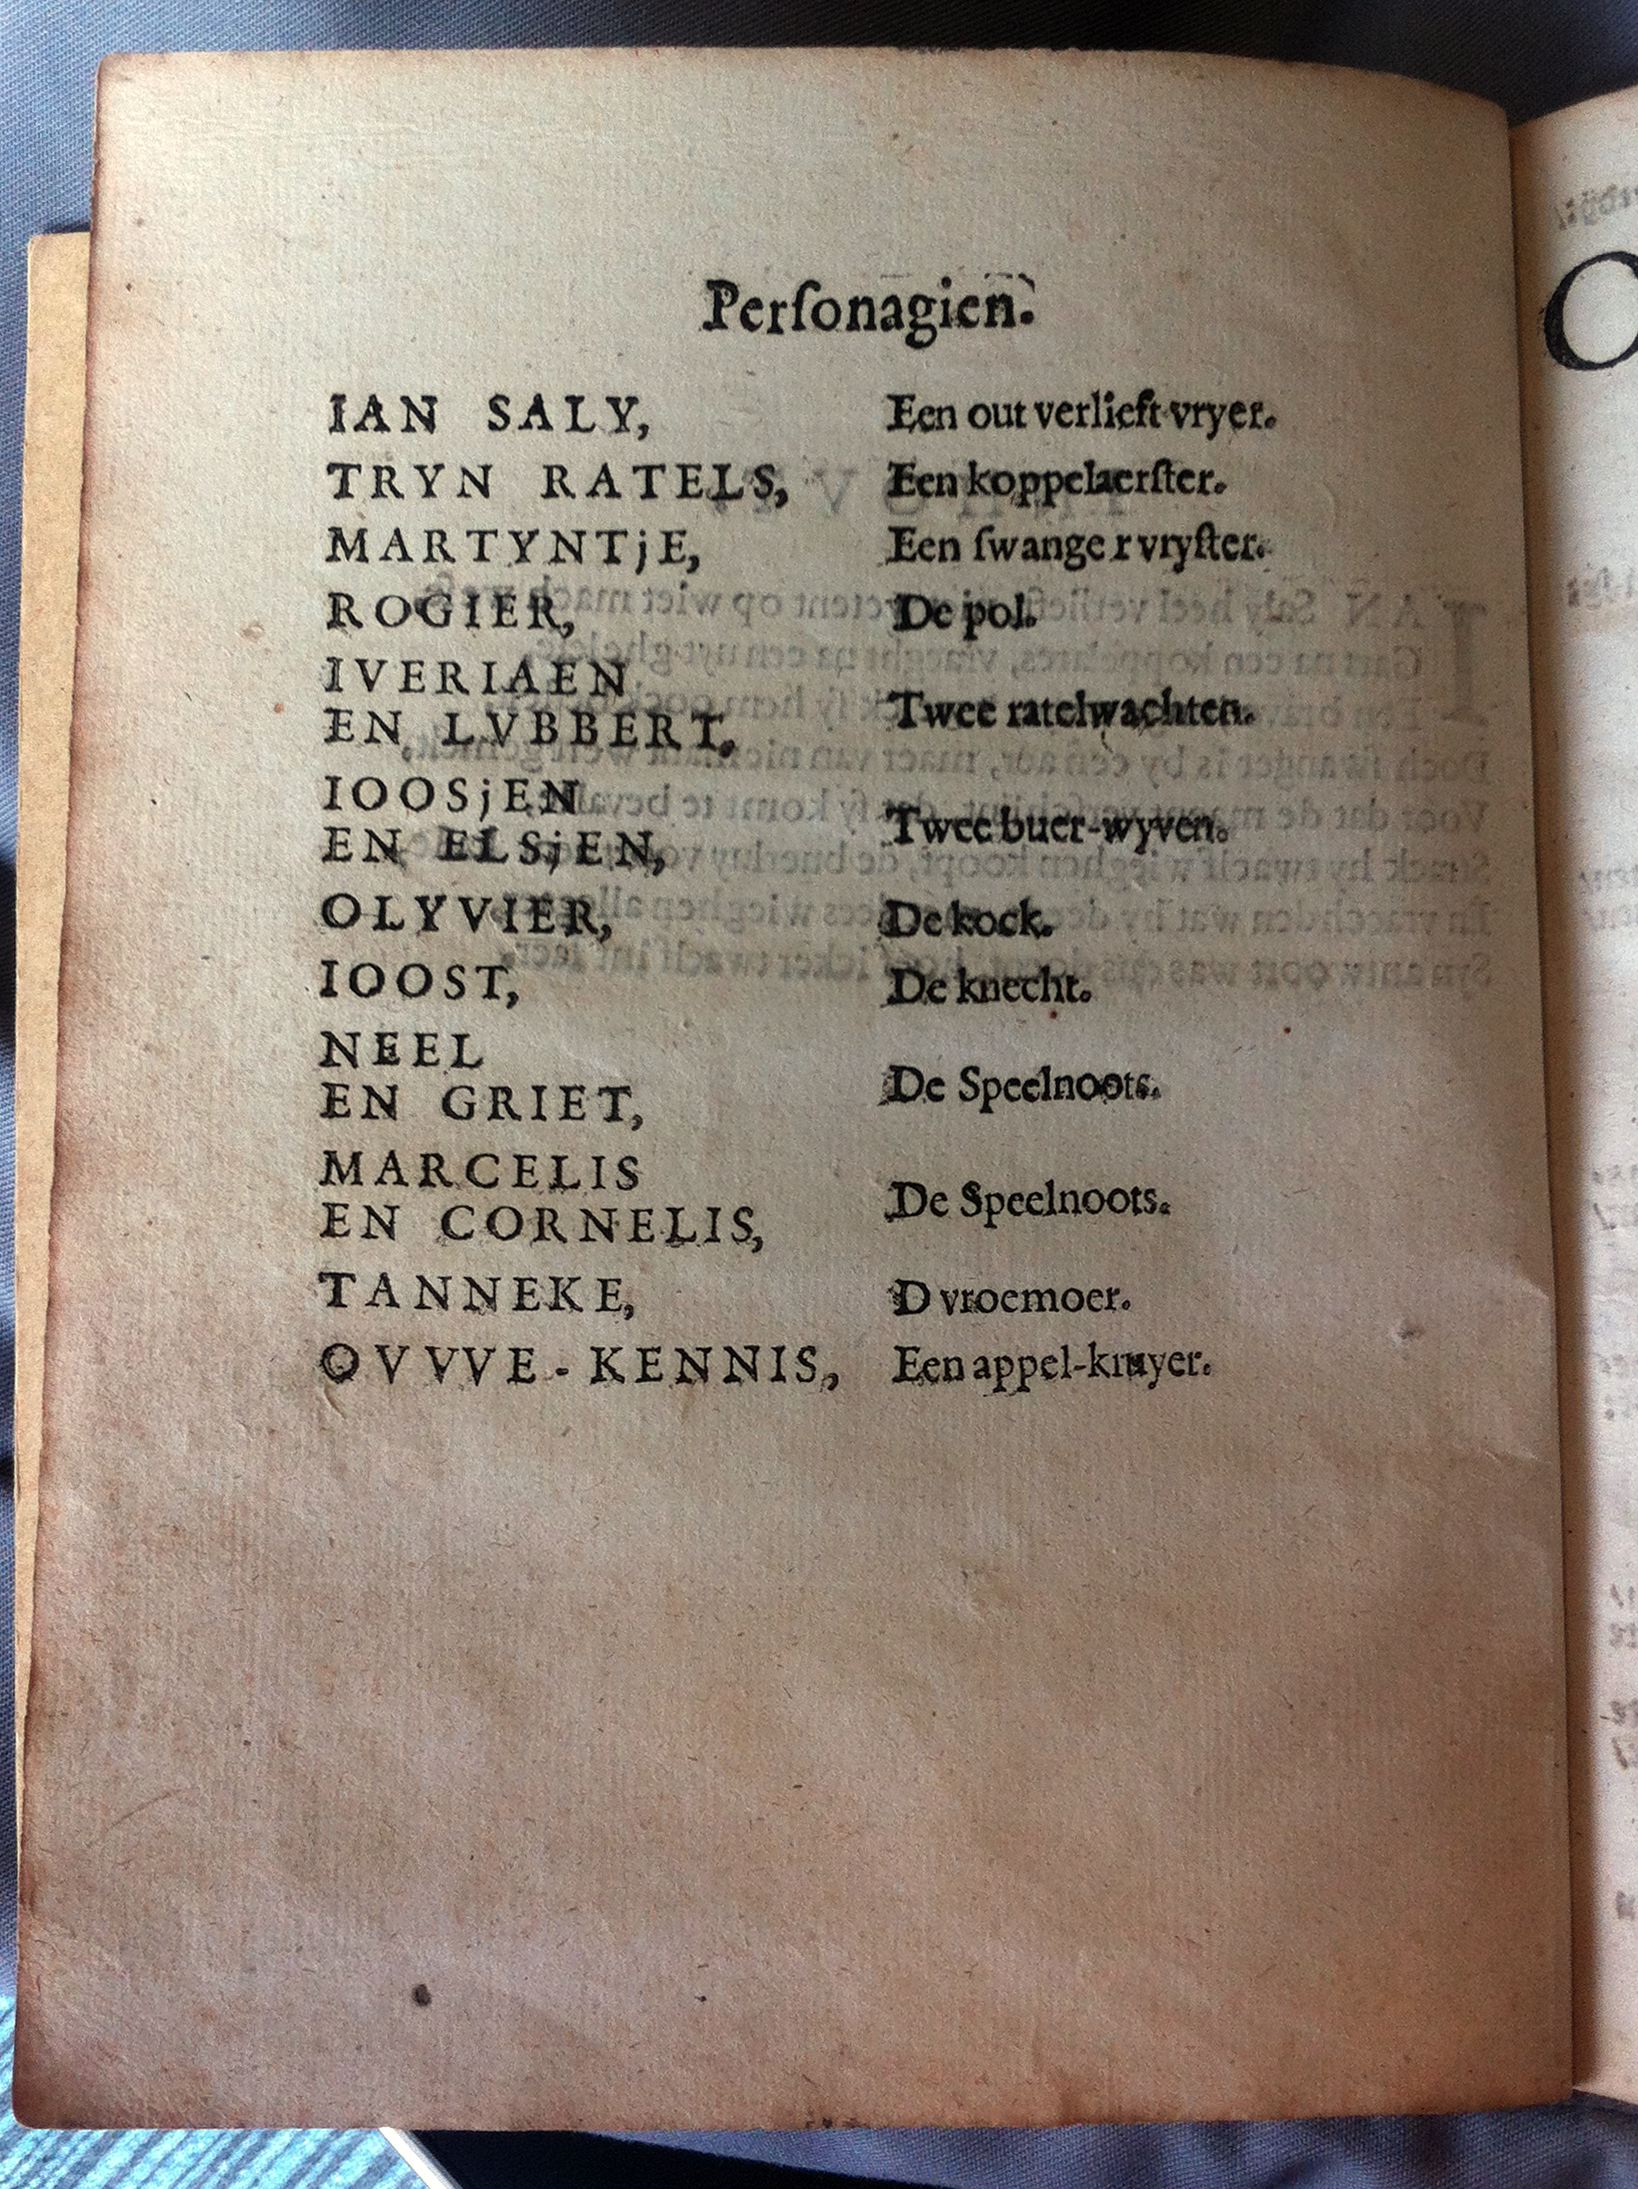 Perſonagien.
IAN SALY, Een out verlieft vryer.
TRYN RATELS, Een koppelaerſter.
MARTYNTjE, Een ſwanger vryſter.
ROGIER, De pol.
IVERIAEN
EN LVBBERT, Twee ratelwachten.
IOOSjEN
EN ELSjEN, Twee buer-wyven.
OLYVIER, De kock.
IOOST, De knecht.
NEEL
EN GRIET, De Speelnoots.
MARCELIS
EN CORNELIS, De Speelnoots.
TANNEKE, D vroemoer.
OVVVE-KENNIS, Een appel-kruyer.